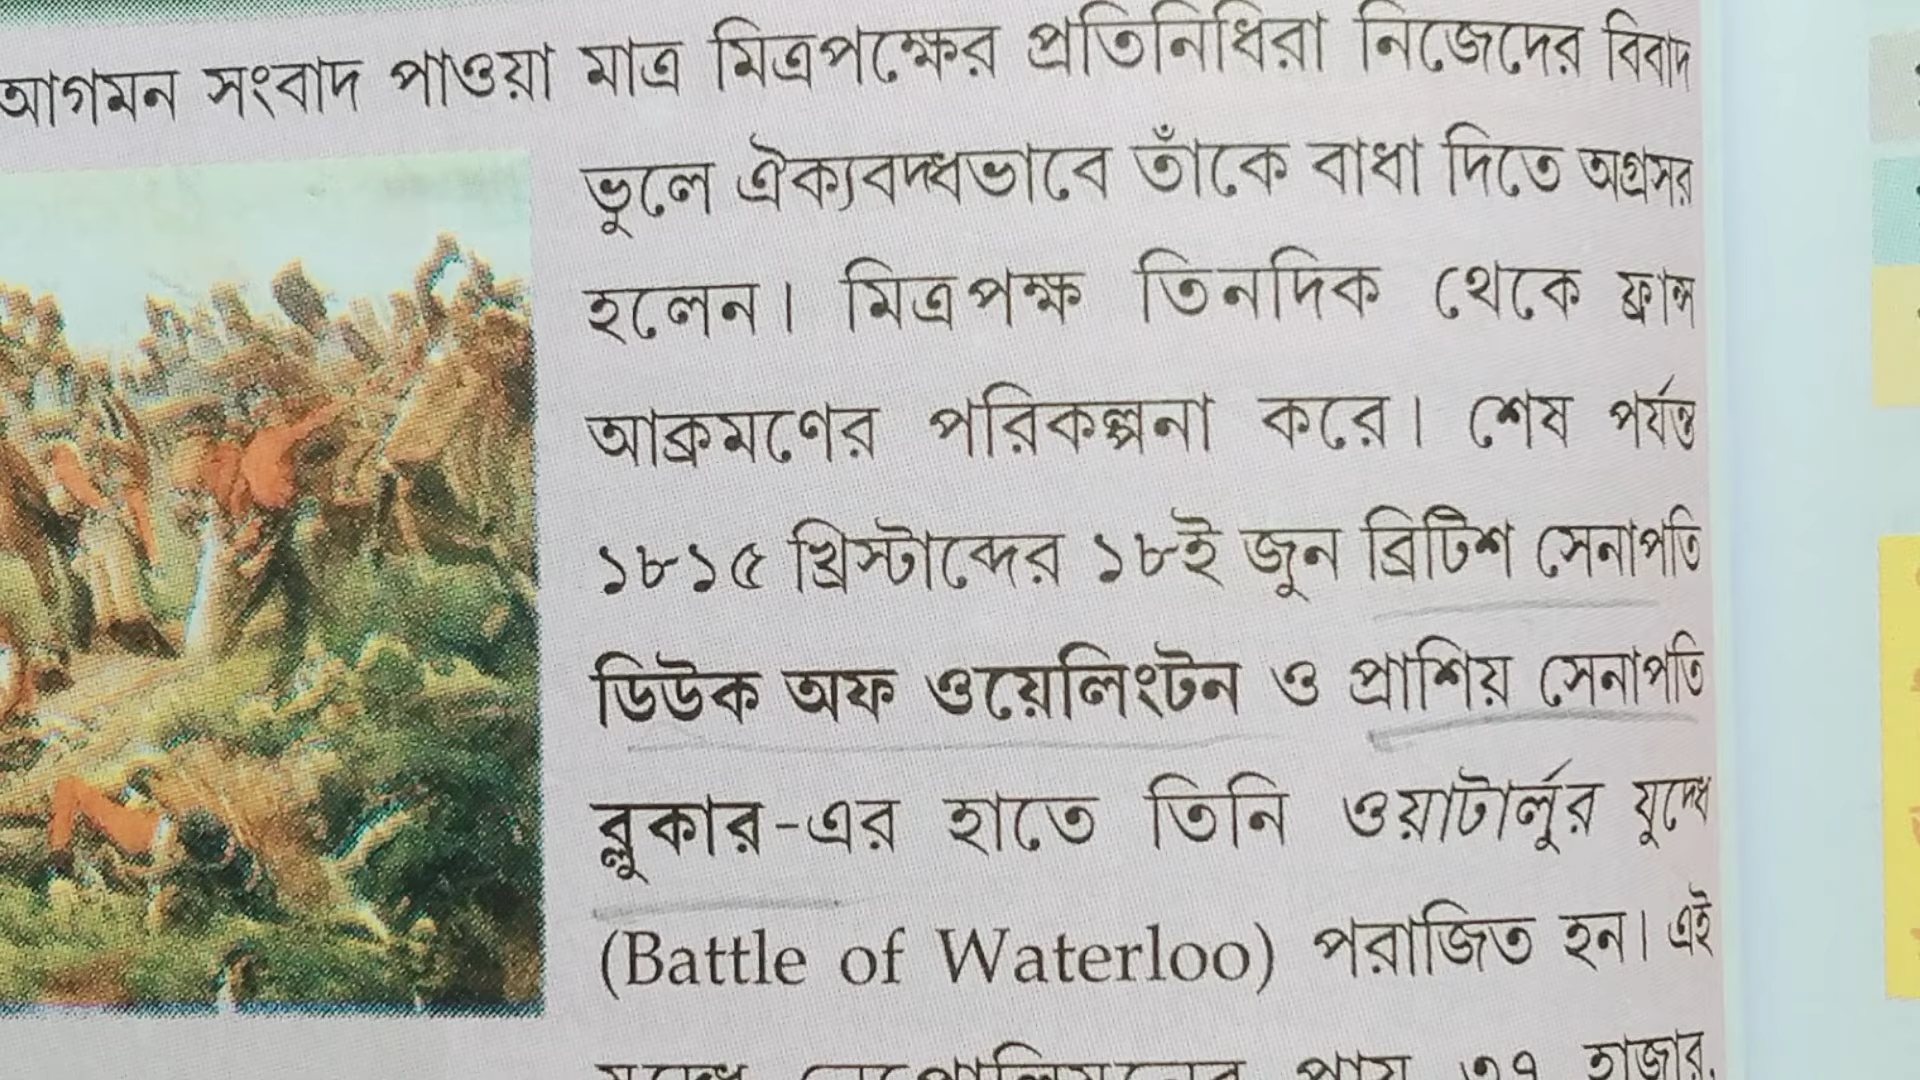 আগমন সংবাদ পাওয়া মাত্র মিত্রপক্ষের প্রতিনিধিরা নিজেদের বিবাদ
ভুলে ঐক্যবদ্ধভাবে তাঁকে বাধা দিতে অগ্রসর
হলেন। মিত্রপক্ষ তিনদিক থেকে ফ্রান্স
আক্রমণের পরিকল্পনা করে। শেষ পর্যন্ত
১৮১৫ খ্রিস্টাব্দের ১৮ই জুন ব্রিটিশ সেনাপতি
ডিউক অফ ওয়েলিংটন ও প্রাশিয় সেনাপতি
ব্লুকার-এর হাতে তিনি ওয়াটার্লুর যুদ্ধে
(Battle of Waterloo) পরাজিত হন। এই
যুদ্ধে নেপোলিয়নের প্রায় ৩৭ হাজার,